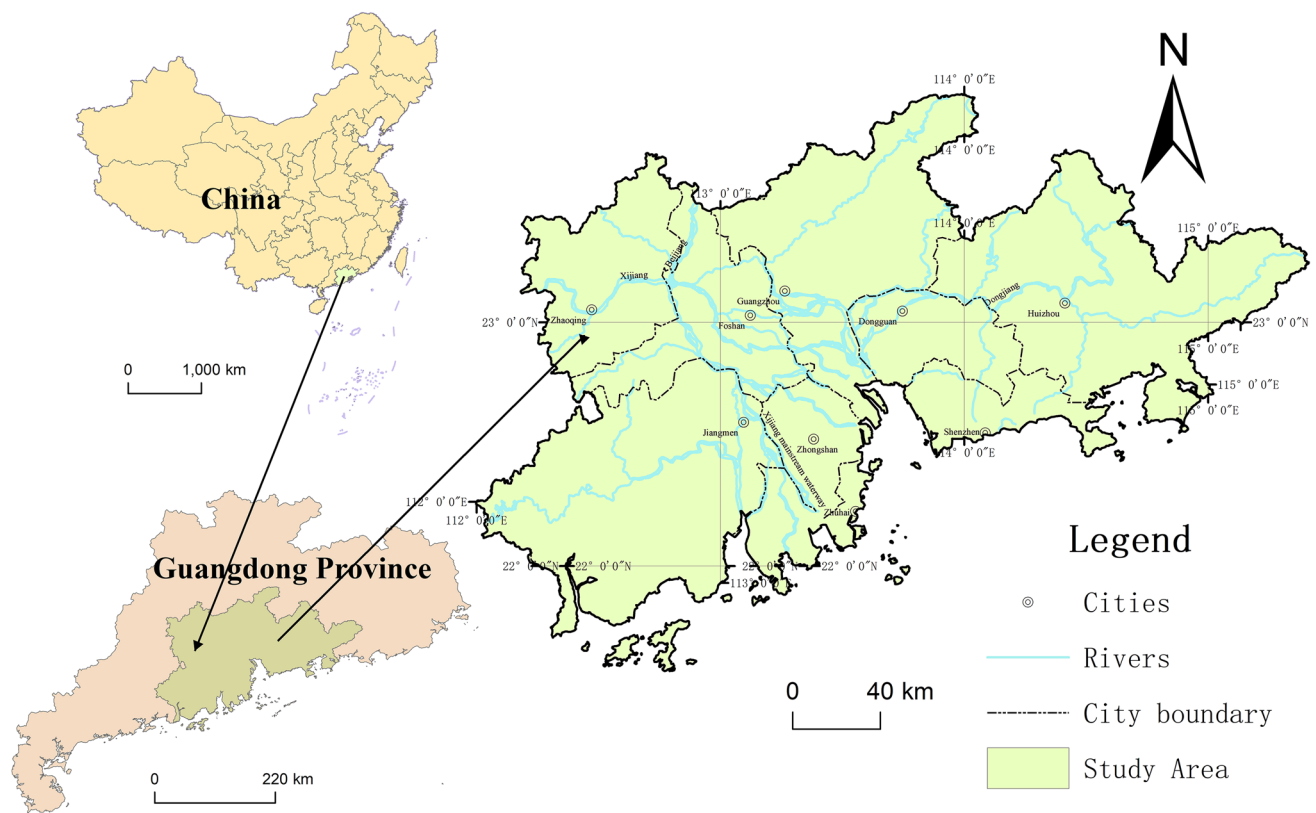 China
0 1,000 km
Guangdong Province
0 220 km
N
114° 0′0″E
114° 0′0″E
113° 0′0″E
114° 0′0″E
115° 0′0″E
Beijiang
Xijiang
Guangzhou
Zhaoqing
Foshan
Dongguan
Dongjiang
Huizhou
23° 0′0″N
23° 0′0″N
115° 0′0″E
115° 0′0″E
115° 0′0″E
Jiangmen
Xijiang mainstream waterway
Zhongshan
Shenzhen
114° 0′0″E
Zhuhai
112° 0′0″E
112° 0′0″E
22° 0′0″N
22° 0′0″N
22° 0′0″N
22° 0′0″N
113° 0′0″E
0 40 km
Legend
Cities
Rivers
City boundary
Study Area